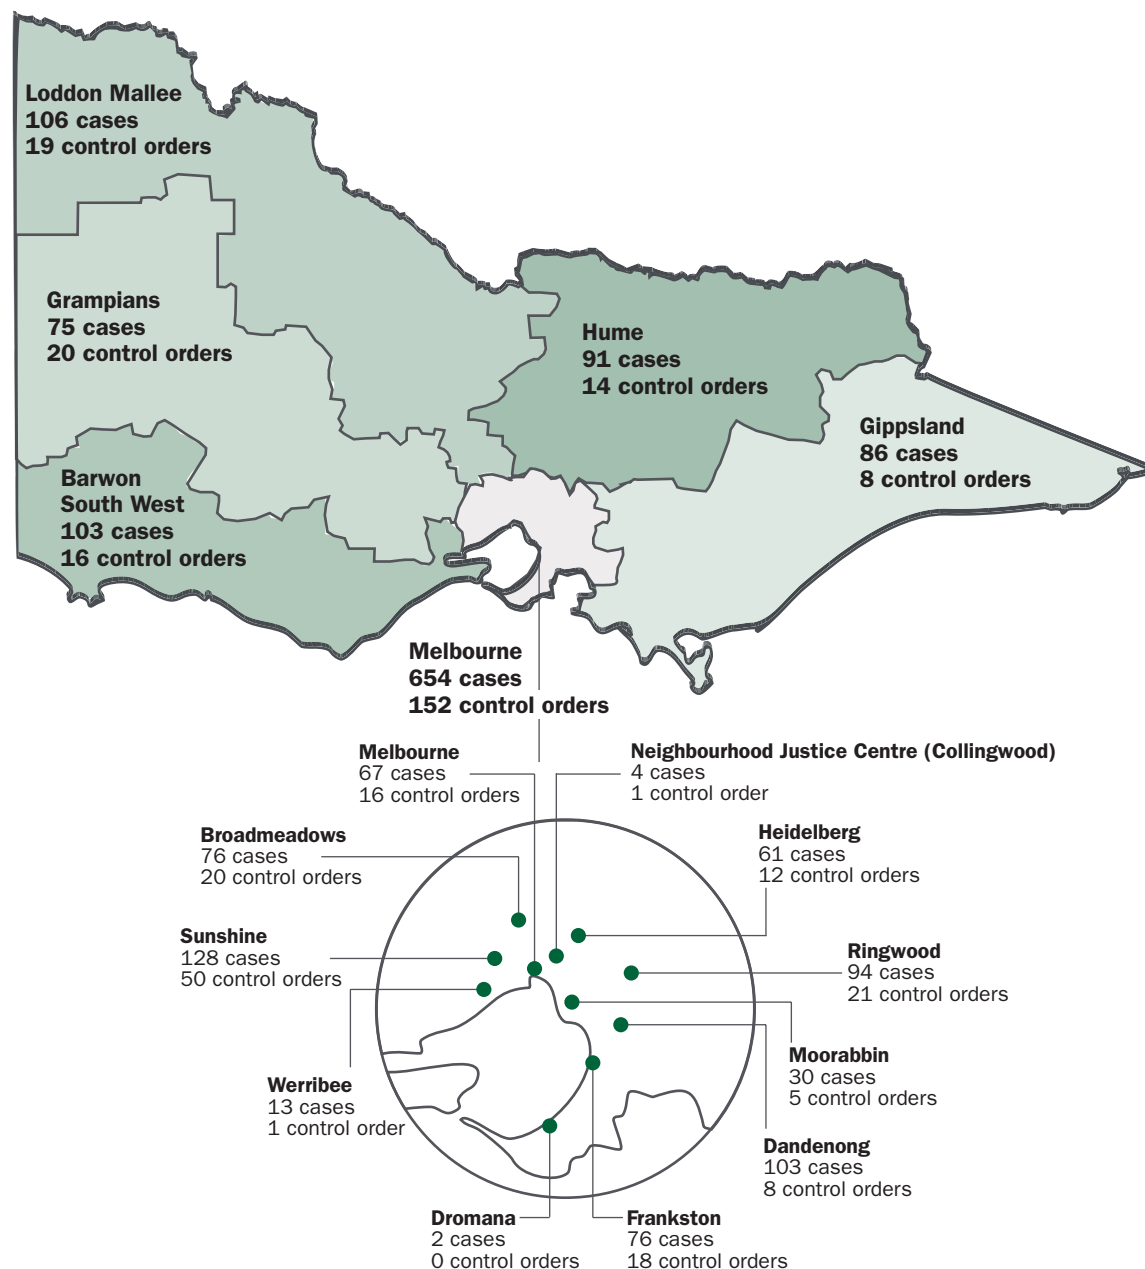 Loddon Mallee
106 cases
19 control orders
Grampians
75 cases
20 control orders
Hume
91 cases
14 control orders
Gippsland
86 cases
8 control orders
Barwon
South West
103 cases
16 control orders
Melbourne
654 cases
152 control orders
Melbourne
67 cases
16 control orders
Neighbourhood Justice Centre (Collingwood)
4 cases
1 control order
Broadmeadows
76 cases
20 control orders
Heidelberg
61 cases
12 control orders
Sunshine
128 cases
50 control orders
Ringwood
94 cases
21 control orders
Werribee
13 cases
1 control order
Moorabbin
30 cases
5 control orders
Dandenong
103 cases
8 control orders
Dromana
2 cases
0 control orders
Frankston
76 cases
18 control orders